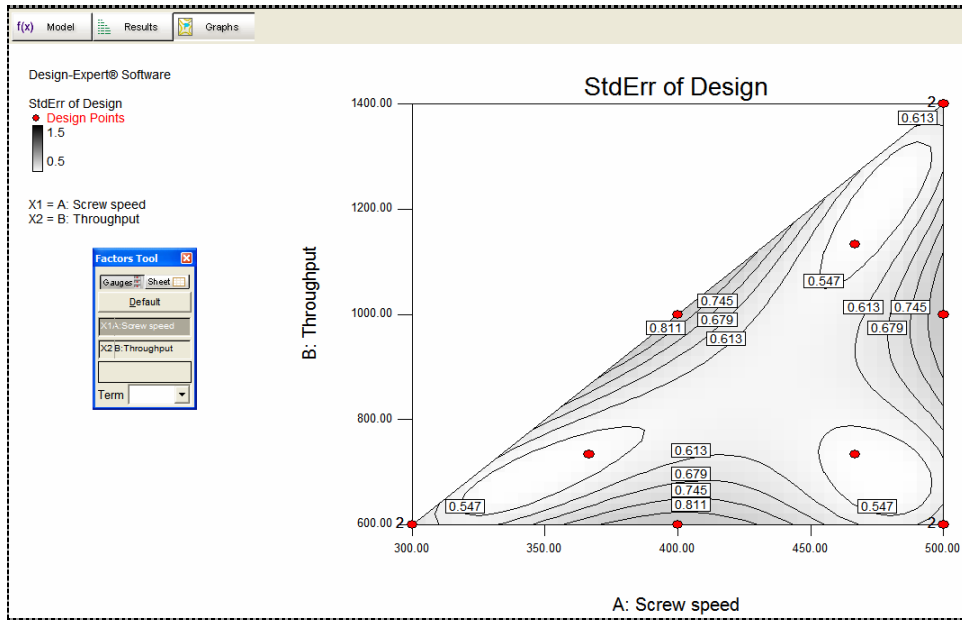 f(x) Model Results Graphs
Design-Expert® Software
StdErr of Design
Design Points
1.5
0.5
X1 = A: Screw speed
X2 = B: Throughput
Factors Tool
Gauges Sheet
Default
X1 A:Screw speed
X2 B:Throughput
Term
StdErr of Design
B: Throughput
1400.00
1200.00
1000.00
800.00
600.00
2
0.613
0.547
0.745
0.679
0.811
0.613
0.613
0.745
0.679
0.613
0.679
0.745
0.811
0.547
0.547
2
2
300.00 350.00 400.00 450.00 500.00
A: Screw speed